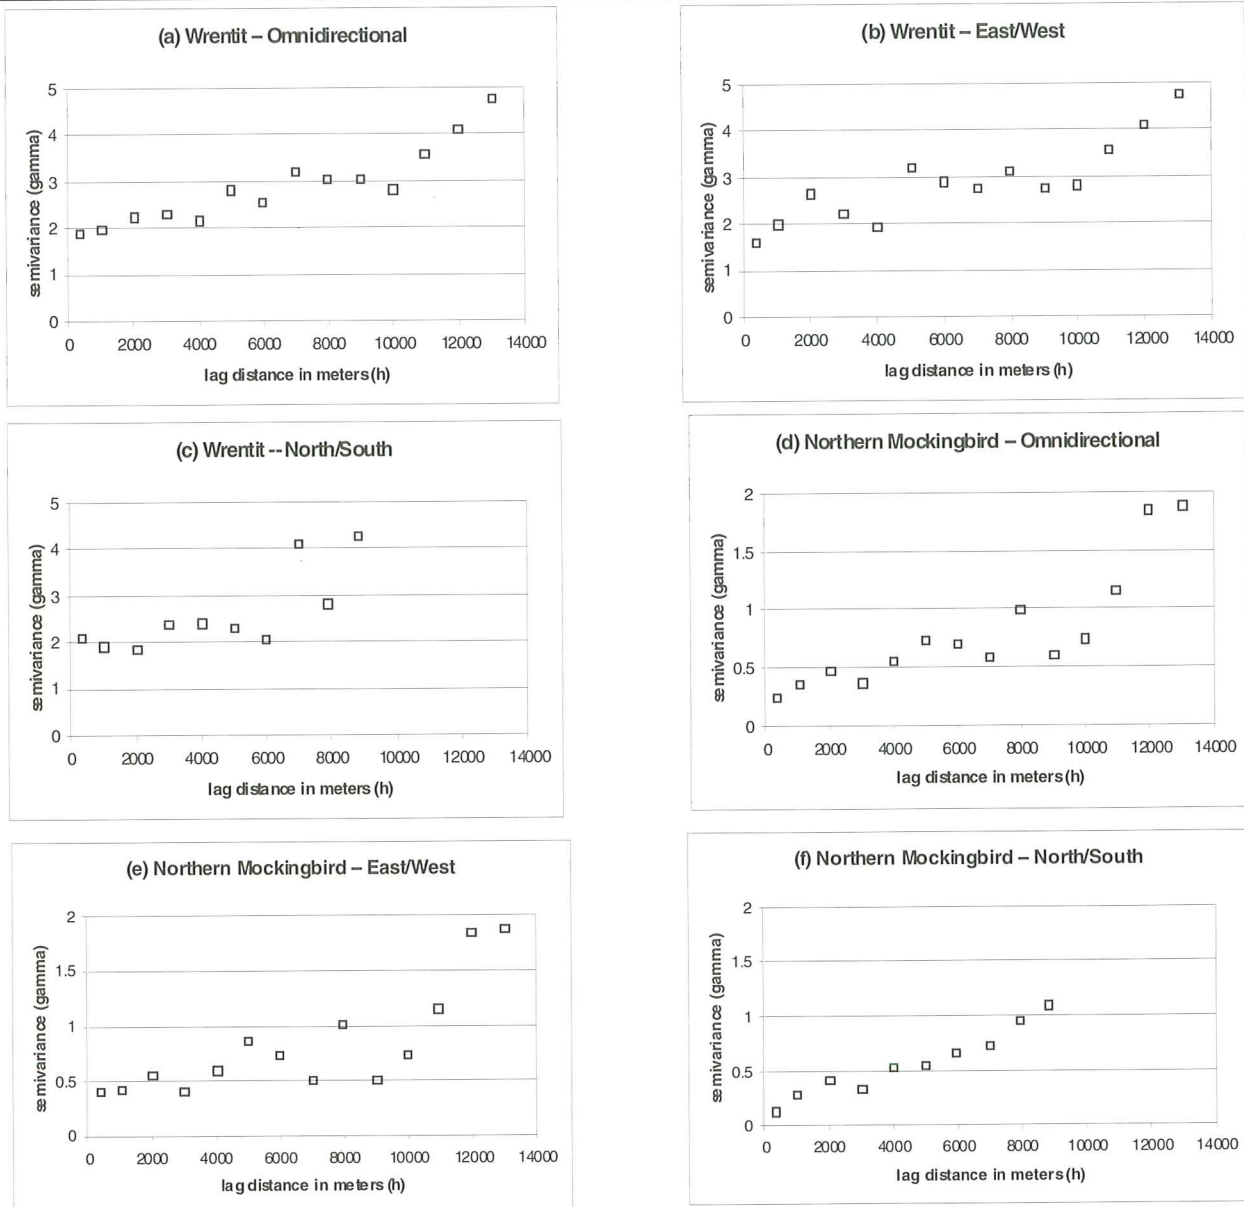 (a) Wrentit – Omnidirectional
5
4
3
2
1
0
semivariance (gamma)
0 2000 4000 6000 8000 10000 12000 14000
lag distance in meters (h)
(b) Wrentit – East/West
5
4
3
2
1
0
semivariance (gamma)
0 2000 4000 6000 8000 10000 12000 14000
lag distance in meters (h)
(c) Wrentit -- North/South
5
4
3
2
1
0
semivariance (gamma)
0 2000 4000 6000 8000 10000 12000 14000
lag distance in meters (h)
(d) Northern Mockingbird – Omnidirectional
2
1.5
1
0.5
0
semivariance (gamma)
0 2000 4000 6000 8000 10000 12000 14000
lag distance in meters (h)
(e) Northern Mockingbird – East/West
2
1.5
1
0.5
0
semivariance (gamma)
0 2000 4000 6000 8000 10000 12000 14000
lag distance in meters (h)
(f) Northern Mockingbird – North/South
2
1.5
1
0.5
0
semivariance (gamma)
0 2000 4000 6000 8000 10000 12000 14000
lag distance in meters (h)